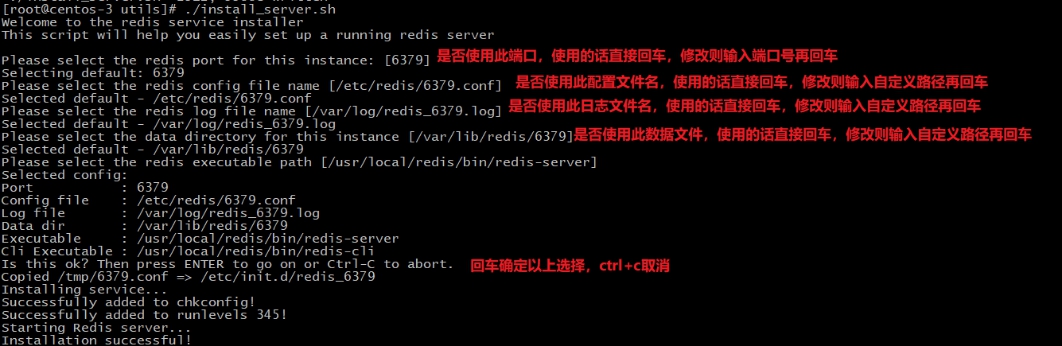 [root@centos-3 utils]# ./install_server.sh
Welcome to the redis service installer
This script will help you easily set up a running redis server
Please select the redis port for this instance: [6379] 是否使用此端口，使用的话直接回车，修改则输入端口号再回车
Selecting default: 6379
Please select the redis config file name [/etc/redis/6379.conf] 是否使用此配置文件名，使用的话直接回车，修改则输入自定义路径再回车
Selected default - /etc/redis/6379.conf
Please select the redis log file name [/var/log/redis_6379.log] 是否使用此日志文件名，使用的话直接回车，修改则输入自定义路径再回车
Selected default - /var/log/redis_6379.log
Please select the data directory for this instance [/var/lib/redis/6379]是否使用此数据文件，使用的话直接回车，修改则输入自定义路径再回车
Selected default - /var/lib/redis/6379
Please select the redis executable path [/usr/local/redis/bin/redis-server]
Selected config:
Port           : 6379
Config file    : /etc/redis/6379.conf
Log file       : /var/log/redis_6379.log
Data dir       : /var/lib/redis/6379
Executable     : /usr/local/redis/bin/redis-server
Cli Executable : /usr/local/redis/bin/redis-cli
Is this ok? Then press ENTER to go on or Ctrl-C to abort. 回车确定以上选择，ctrl+c取消
Copied /tmp/6379.conf => /etc/init.d/redis_6379
Installing service...
Successfully added to chkconfig!
Successfully added to runlevels 345!
Starting Redis server...
Installation successful!